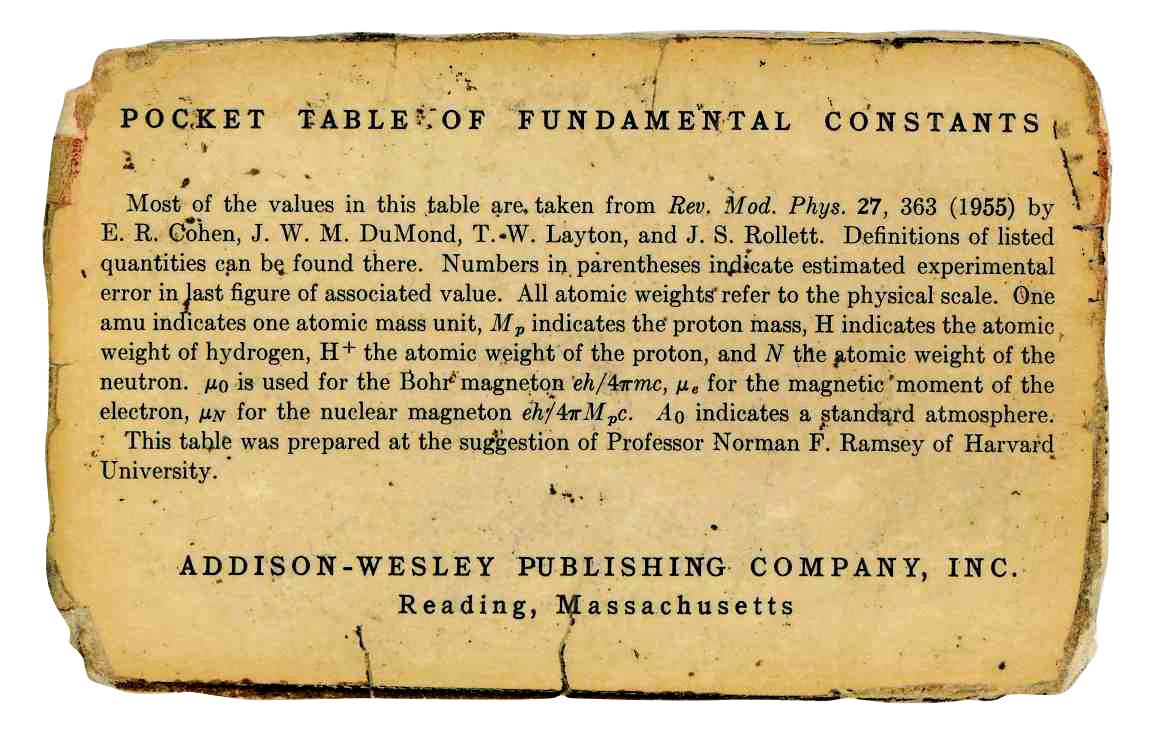 POCKET TABLE OF FUNDAMENTAL CONSTANTS
Most of the values in this table are taken from Rev. Mod. Phys. 27, 363 (1955) by
E. R. Cohen, J. W. M. DuMond, T. W. Layton, and J. S. Rollett. Definitions of listed
quantities can be found there. Numbers in parentheses indicate estimated experimental
error in last figure of associated value. All atomic weights refer to the physical scale. One
amu indicates one atomic mass unit, Mₚ indicates the proton mass, H indicates the atomic
weight of hydrogen, H⁺ the atomic weight of the proton, and N the atomic weight of the
neutron. μ₀ is used for the Bohr magneton eh/4πmc, μₑ for the magnetic moment of the
electron, μN for the nuclear magneton eh/4πMₚc. A₀ indicates a standard atmosphere.
This table was prepared at the suggestion of Professor Norman F. Ramsey of Harvard
University.
ADDISON-WESLEY PUBLISHING COMPANY, INC.
Reading, Massachusetts